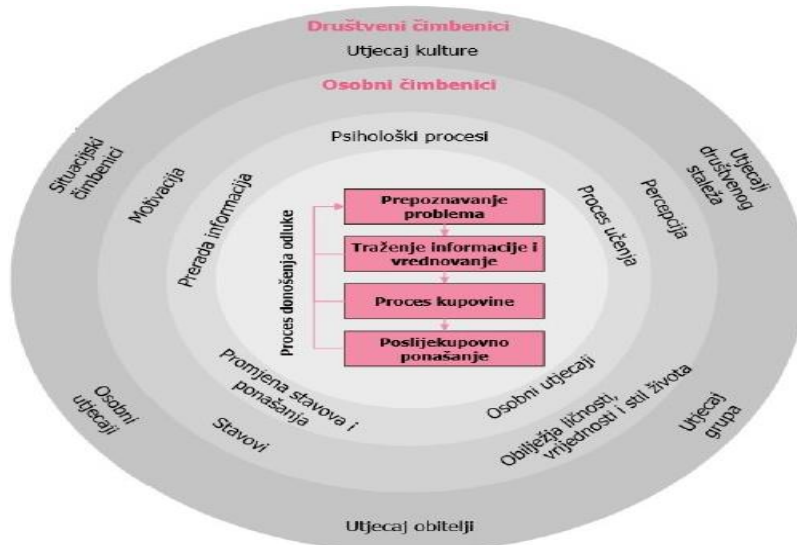 Društveni čimbenici
Utjecaj kulture
Osobni čimbenici
Psihološki procesi
Situacijski
čimbenici
Motivacija
Prerada informacija
Proces donošenja odluke
Prepoznavanje
problema
Traženje informacije i
vrednovanje
Proces kupovine
Poslijekupovno
ponašanje
Proces učenja
Percepcija
Utjecaji
društvenog
staleža
Promjena stavova i
ponašanja
Osobni utjecaji
Osobni
utjecaji
Stavovi
Obilježja ličnosti,
vrijednosti i stil života
Utjecaj
grupa
Utjecaj obitelji